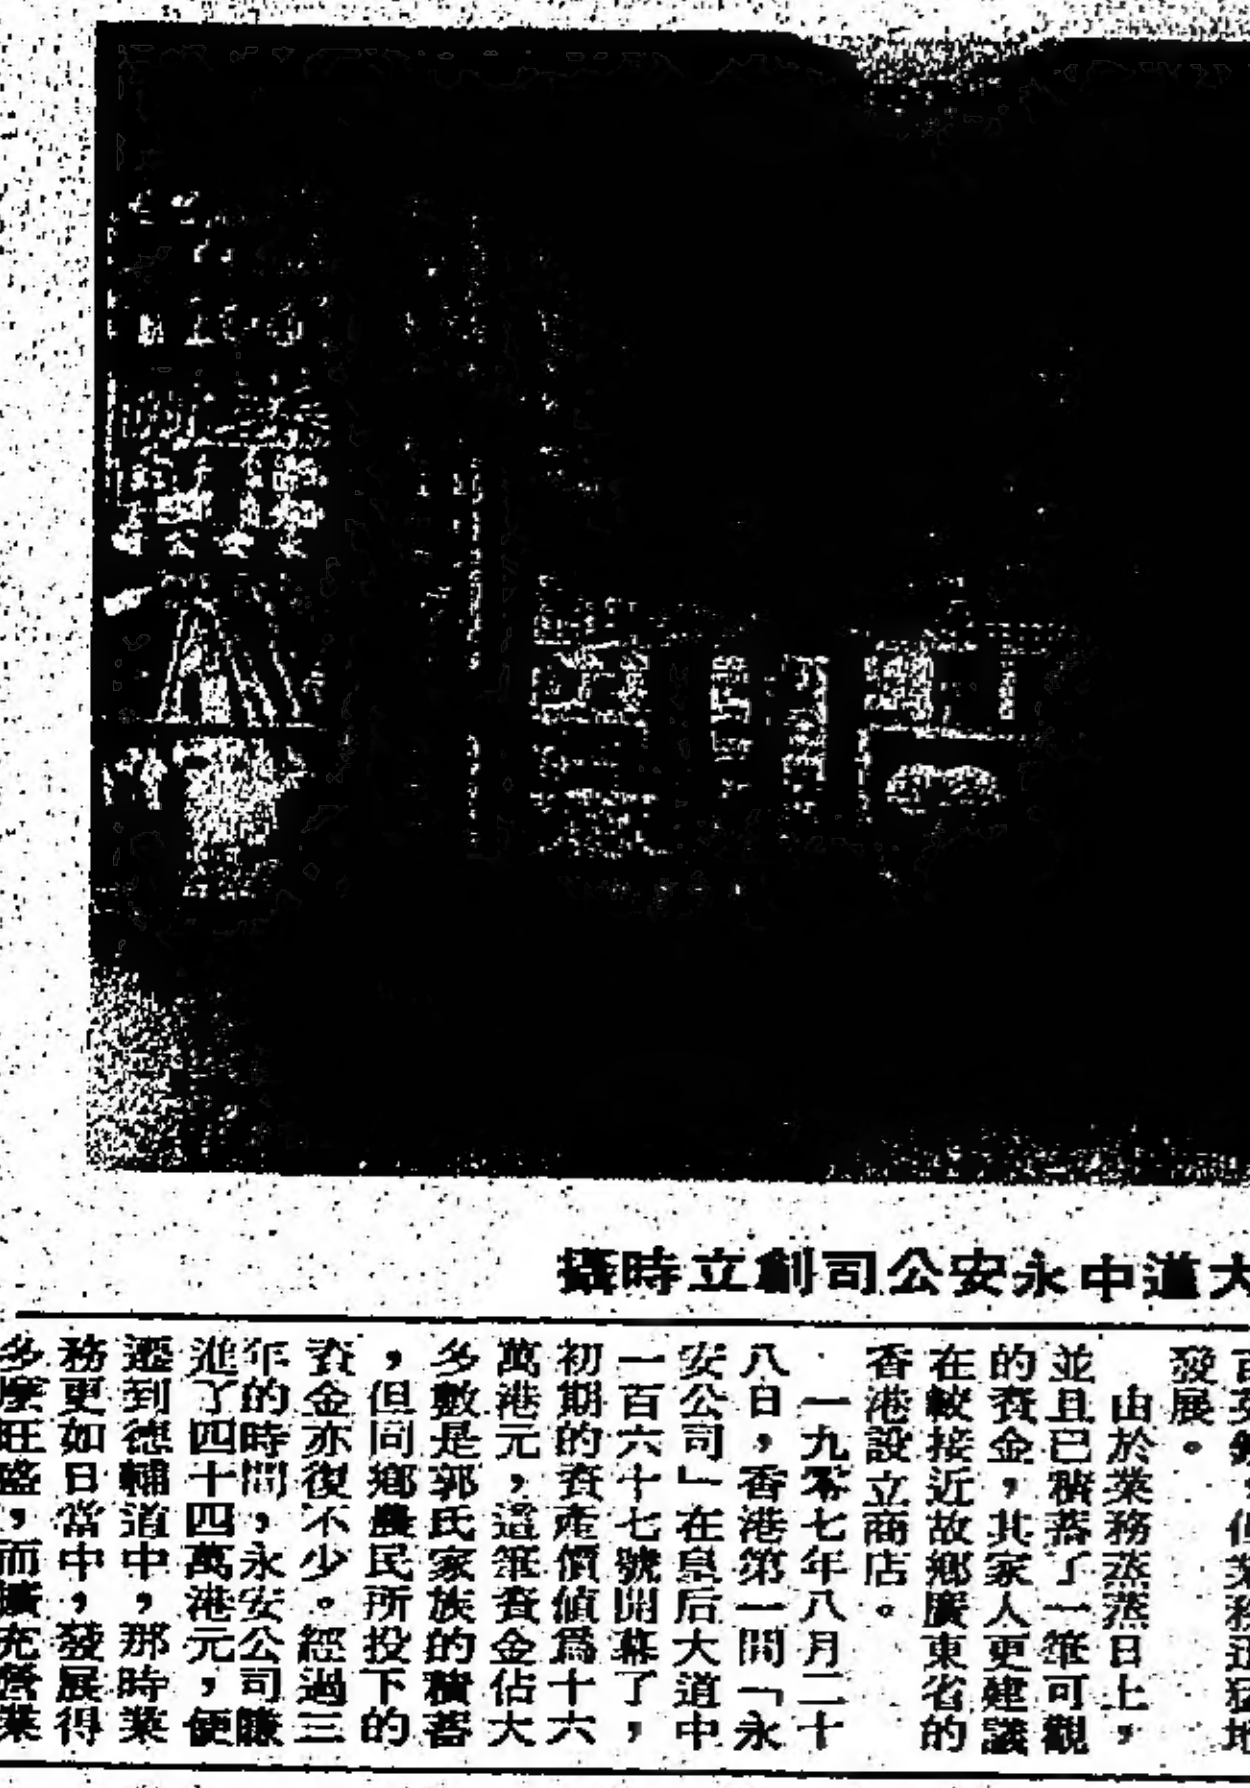 大道中永安公司創立時攝
發展。
由於業務蒸蒸日上，
並且已積蓄了一筆可觀
的資金，其家人更建議
在較接近故鄉廣東省的
香港設立商店。
一九零七年八月二十
八日，香港第一間「永
安公司」在皇后大道中
一百六十七號開幕了，
初期的資產價值爲十六
萬港元，這筆資金佔大
多數是郭氏家族的積蓄
，但同鄉農民所投下的
資金亦復不少。經過三
年的時間，永安公司賺
進了四十四萬港元，便
遷到德輔道中，那時業
務更如日當中，發展得
多麼旺盛，而擴充營業